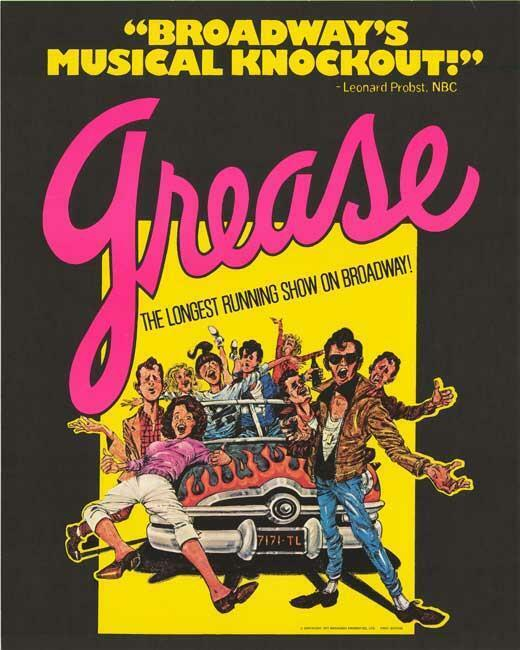 “BROADWAY’S
MUSICAL KNOCKOUT!”
- Leonard Probst, NBC
Grease
THE LONGEST RUNNING SHOW ON BROADWAY!
7171-TL